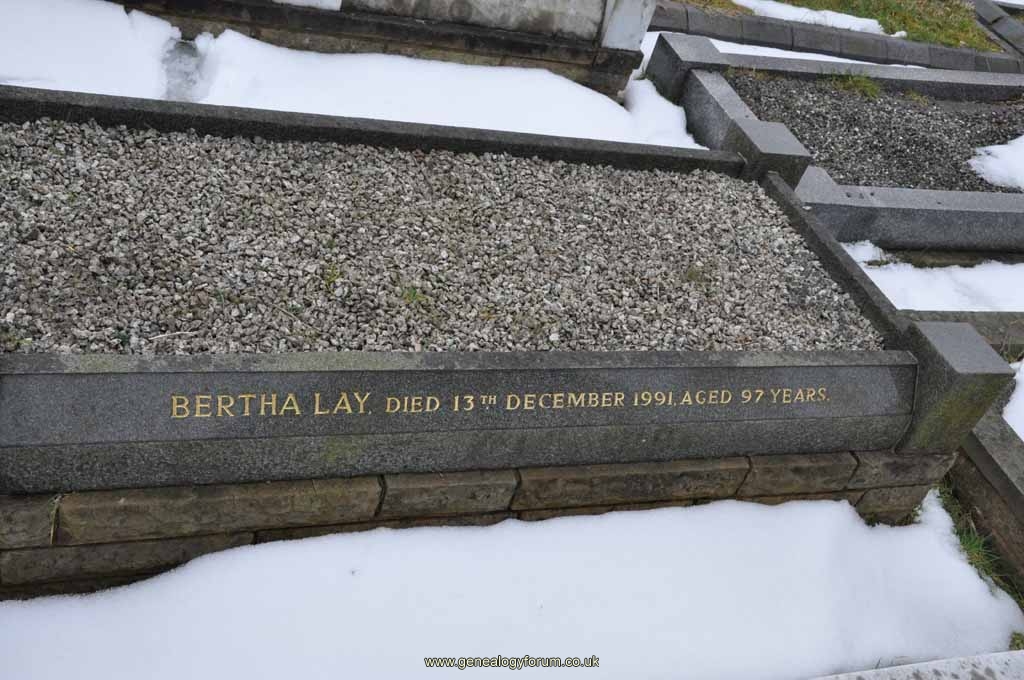 BERTHA LAY, DIED 13TH DECEMBER 1991, AGED 97 YEARS.
www.genealogyforum.co.uk